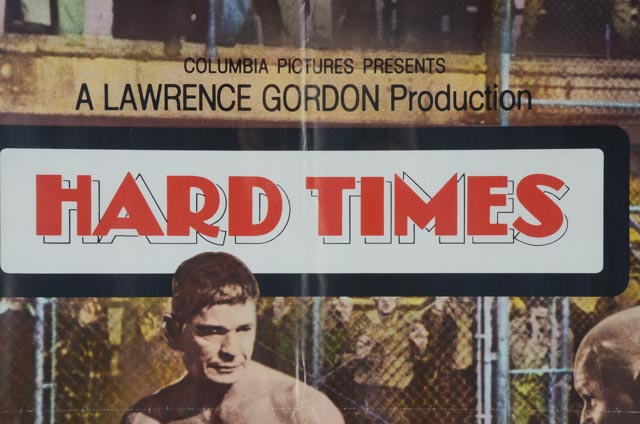 COLUMBIA PICTURES PRESENTS
A LAWRENCE GORDON Production
HARD TIMES